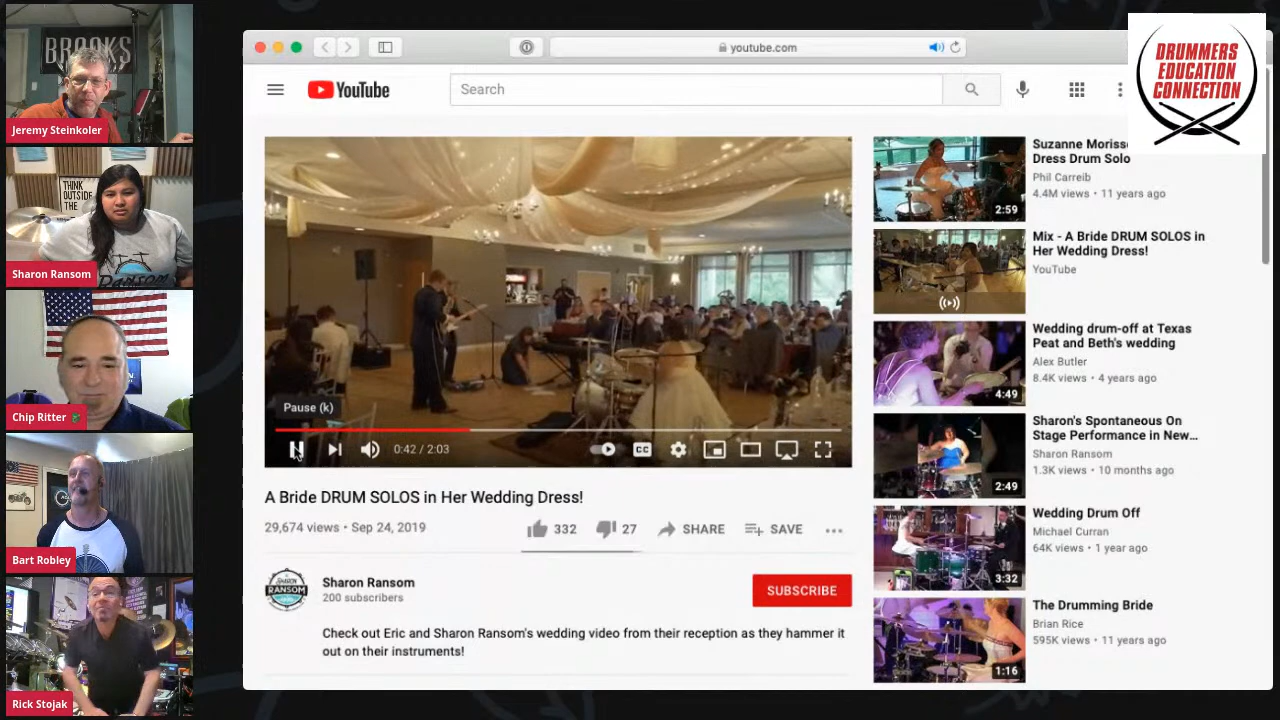 BROOKS
Jeremy Steinkoler
THINK
OUTSIDE
THE
Ransom
Sharon Ransom
Chip Ritter
Bart Robley
Rick Stojak
youtube.com
YouTube
Search
DRUMMERS
EDUCATION
CONNECTION
Pause (k)
0:42 / 2:03
CC
A Bride DRUM SOLOS in Her Wedding Dress!
29,674 views • Sep 24, 2019
332
27
SHARE
SAVE
SHARON
RANSOM
Sharon Ransom
200 subscribers
SUBSCRIBE
Check out Eric and Sharon Ransom's wedding video from their reception as they hammer it
out on their instruments!
2:59
Suzanne Morisse
Dress Drum Solo
Phil Carreib
4.4M views • 11 years ago
Mix - A Bride DRUM SOLOS in
Her Wedding Dress!
YouTube
4:49
Wedding drum-off at Texas
Peat and Beth's wedding
Alex Butler
8.4K views • 4 years ago
2:49
Sharon's Spontaneous On
Stage Performance in New...
Sharon Ransom
1.3K views • 10 months ago
3:32
Wedding Drum Off
Michael Curran
64K views • 1 year ago
1:16
The Drumming Bride
Brian Rice
595K views • 11 years ago